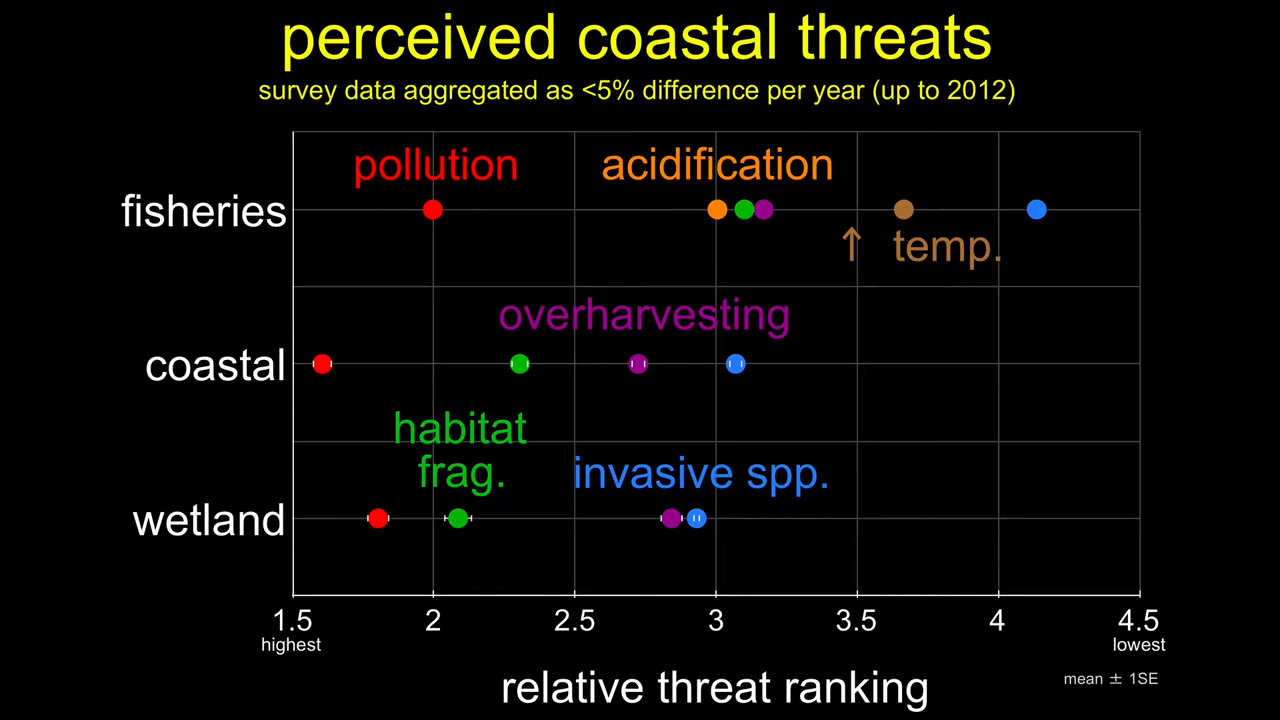 perceived coastal threats
survey data aggregated as <5% difference per year (up to 2012)
pollution
acidification
fisheries
↑ temp.
overharvesting
coastal
habitat
frag.
invasive spp.
wetland
1.5 2 2.5 3 3.5 4 4.5
highest lowest
relative threat ranking
mean ± 1SE